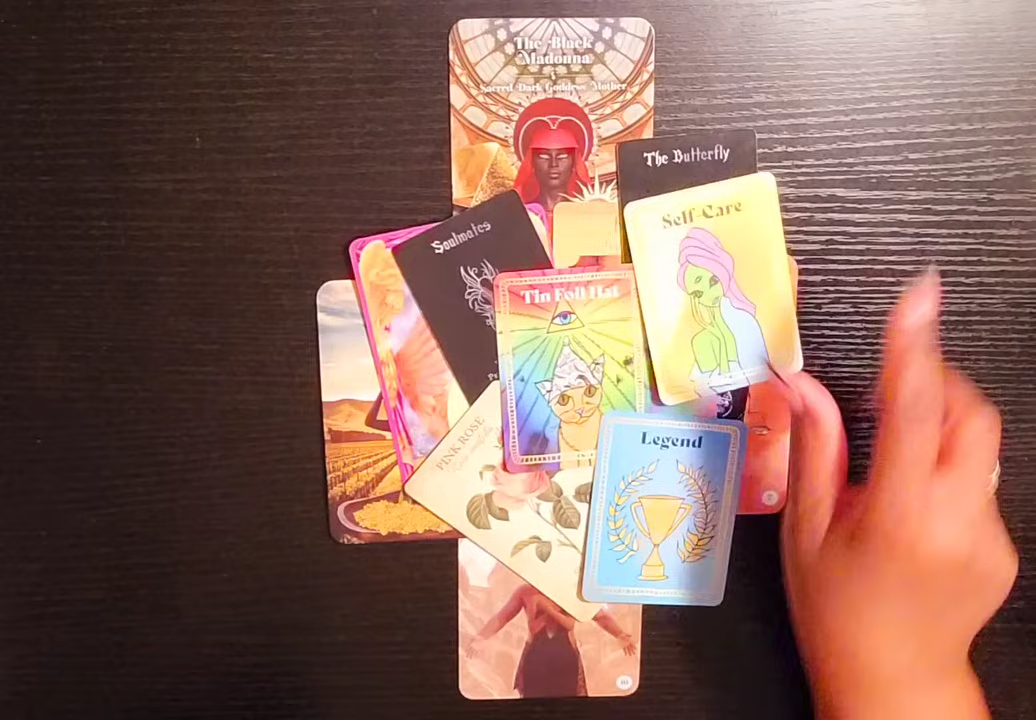 The Black
Madonna
Sacred Dark Goddess Mother
The Butterfly
Self-Care
Soulmates
Tin Foil Hat
PINK ROSE
Legend